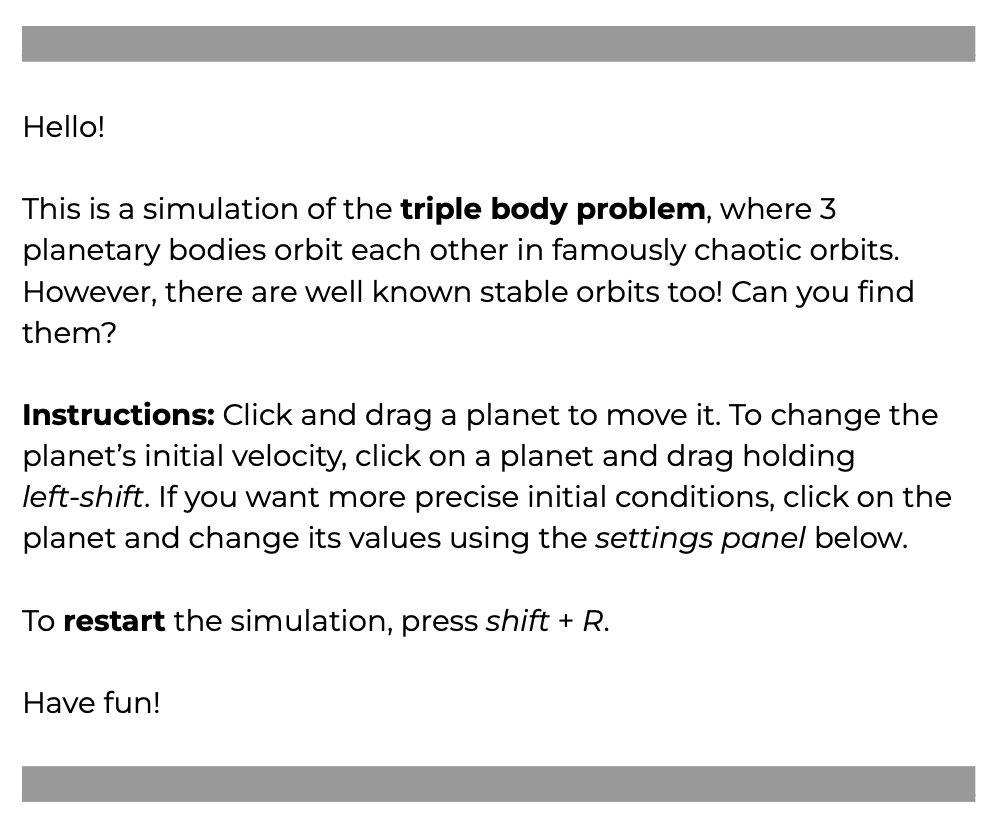 Hello!
This is a simulation of the triple body problem, where 3
planetary bodies orbit each other in famously chaotic orbits.
However, there are well known stable orbits too! Can you find
them?
Instructions: Click and drag a planet to move it. To change the
planet’s initial velocity, click on a planet and drag holding
left-shift. If you want more precise initial conditions, click on the
planet and change its values using the settings panel below.
To restart the simulation, press shift + R.
Have fun!